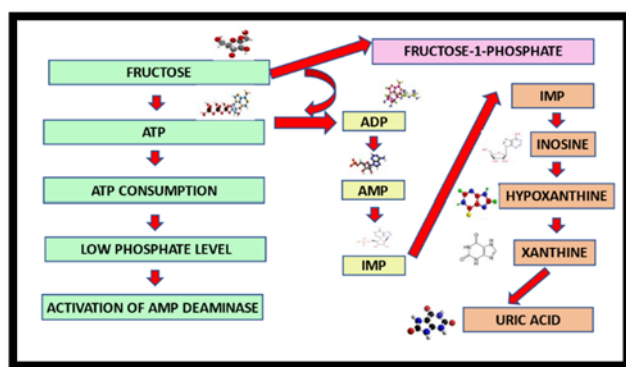 FRUCTOSE
ATP
ATP CONSUMPTION
LOW PHOSPHATE LEVEL
ACTIVATION OF AMP DEAMINASE
FRUCTOSE-1-PHOSPHATE
ADP
AMP
IMP
IMP
INOSINE
HYPOXANTHINE
XANTHINE
URIC ACID